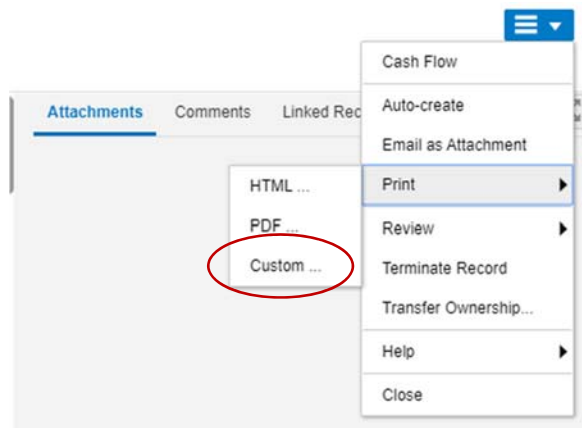 Cash Flow
Attachments Comments Linked Rec
Auto-create
Email as Attachment
HTML ...
Print
PDF ...
Review
Custom ...
Terminate Record
Transfer Ownership...
Help
Close